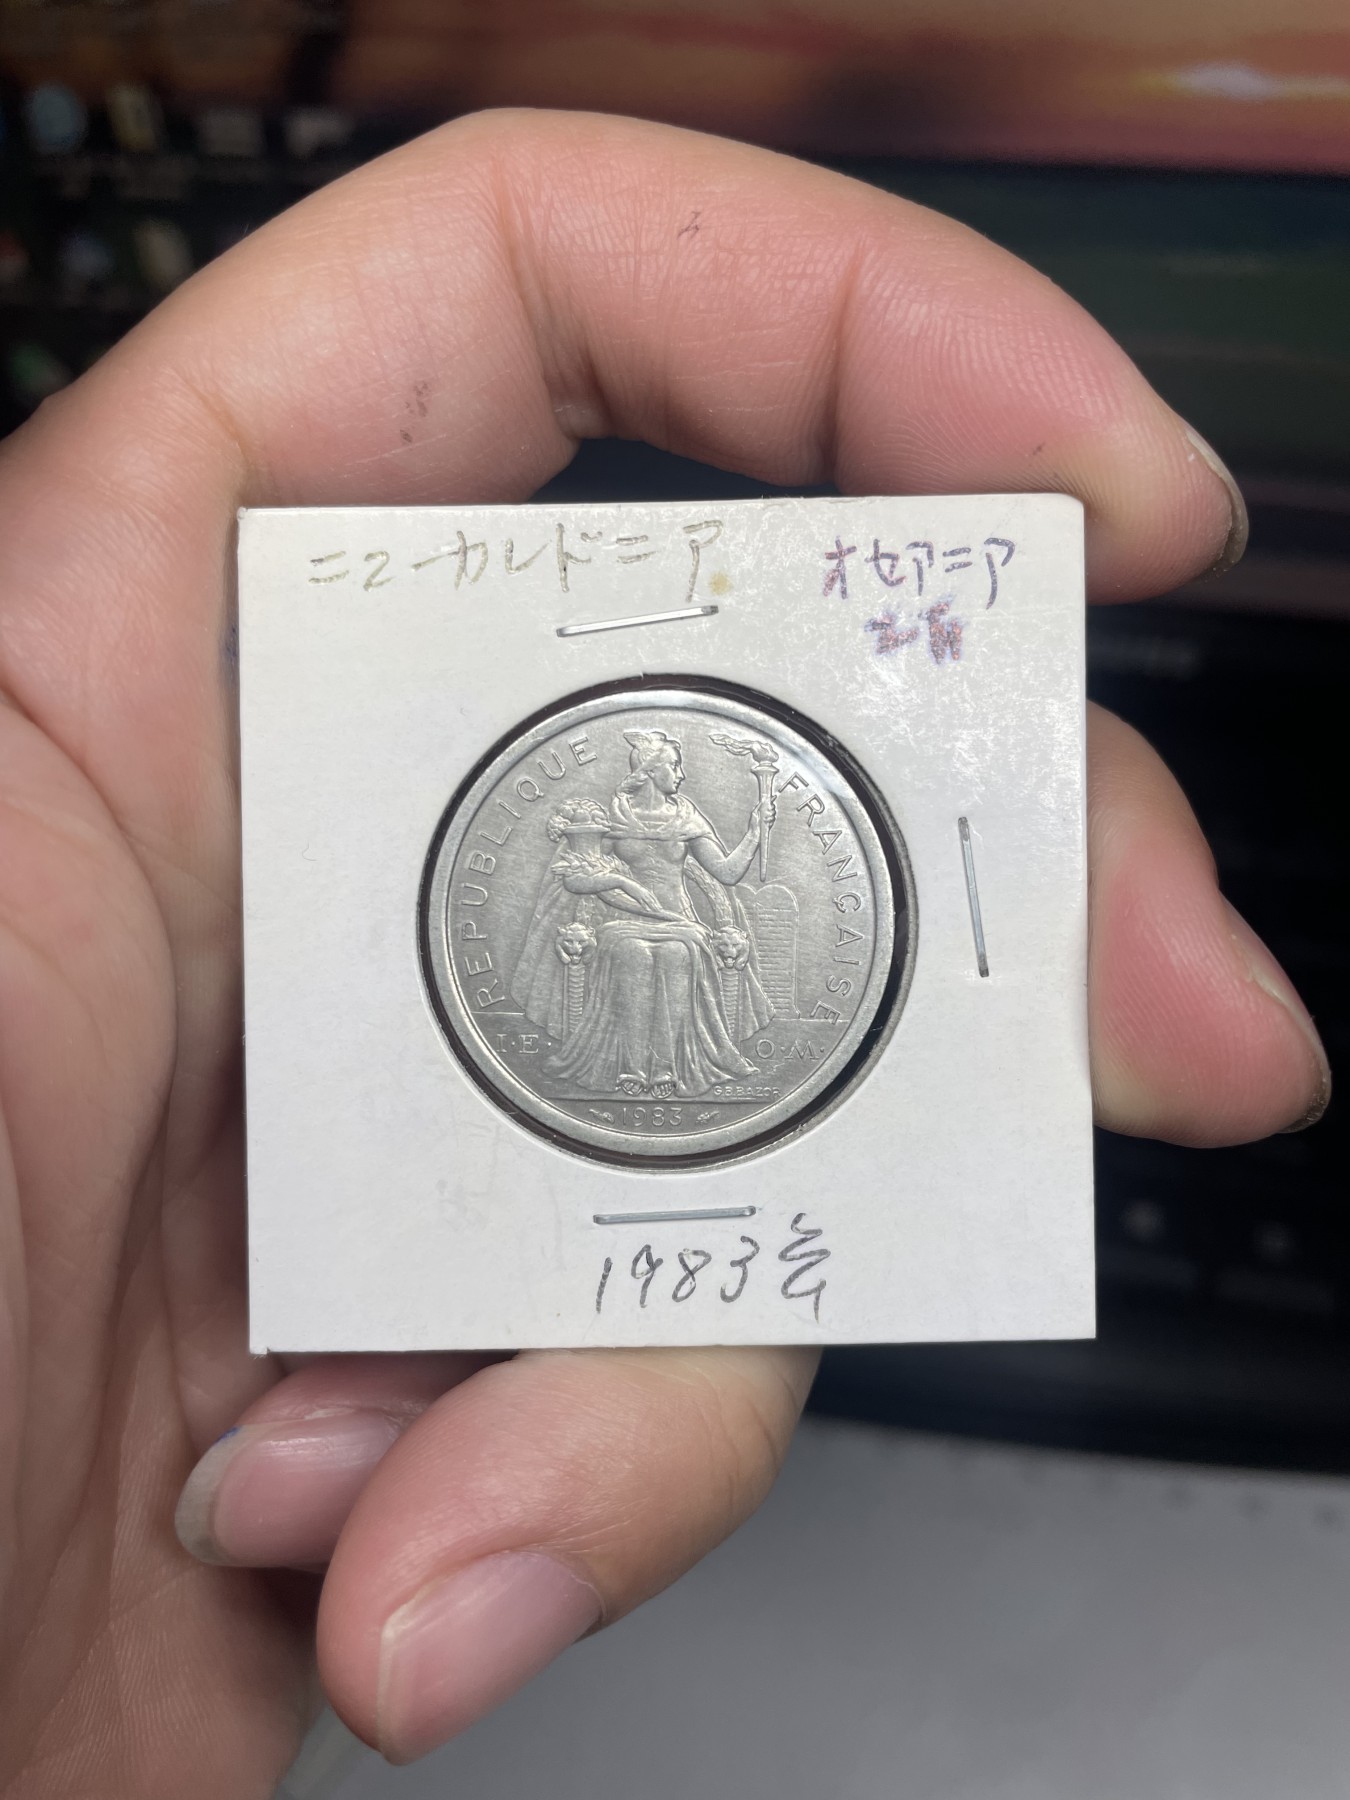 ニューカレドニア
オセアニア
RÉPUBLIQUE FRANÇAISE
I·E· O·M·
G.B.BAZOR
1983
1983年